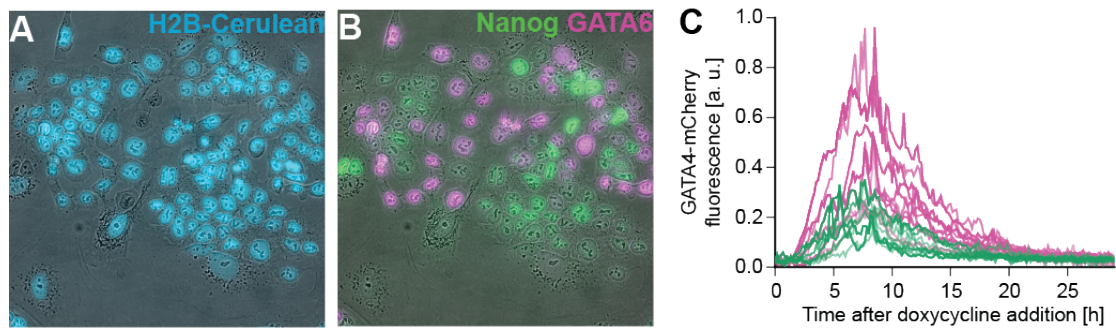 A
H2B-Cerulean
B
Nanog GATA6
C
GATA4-mCherry
fluorescence [a. u.]
1.0
0.8
0.6
0.4
0.2
0.0
0
5
10
15
20
25
Time after doxycycline addition [h]